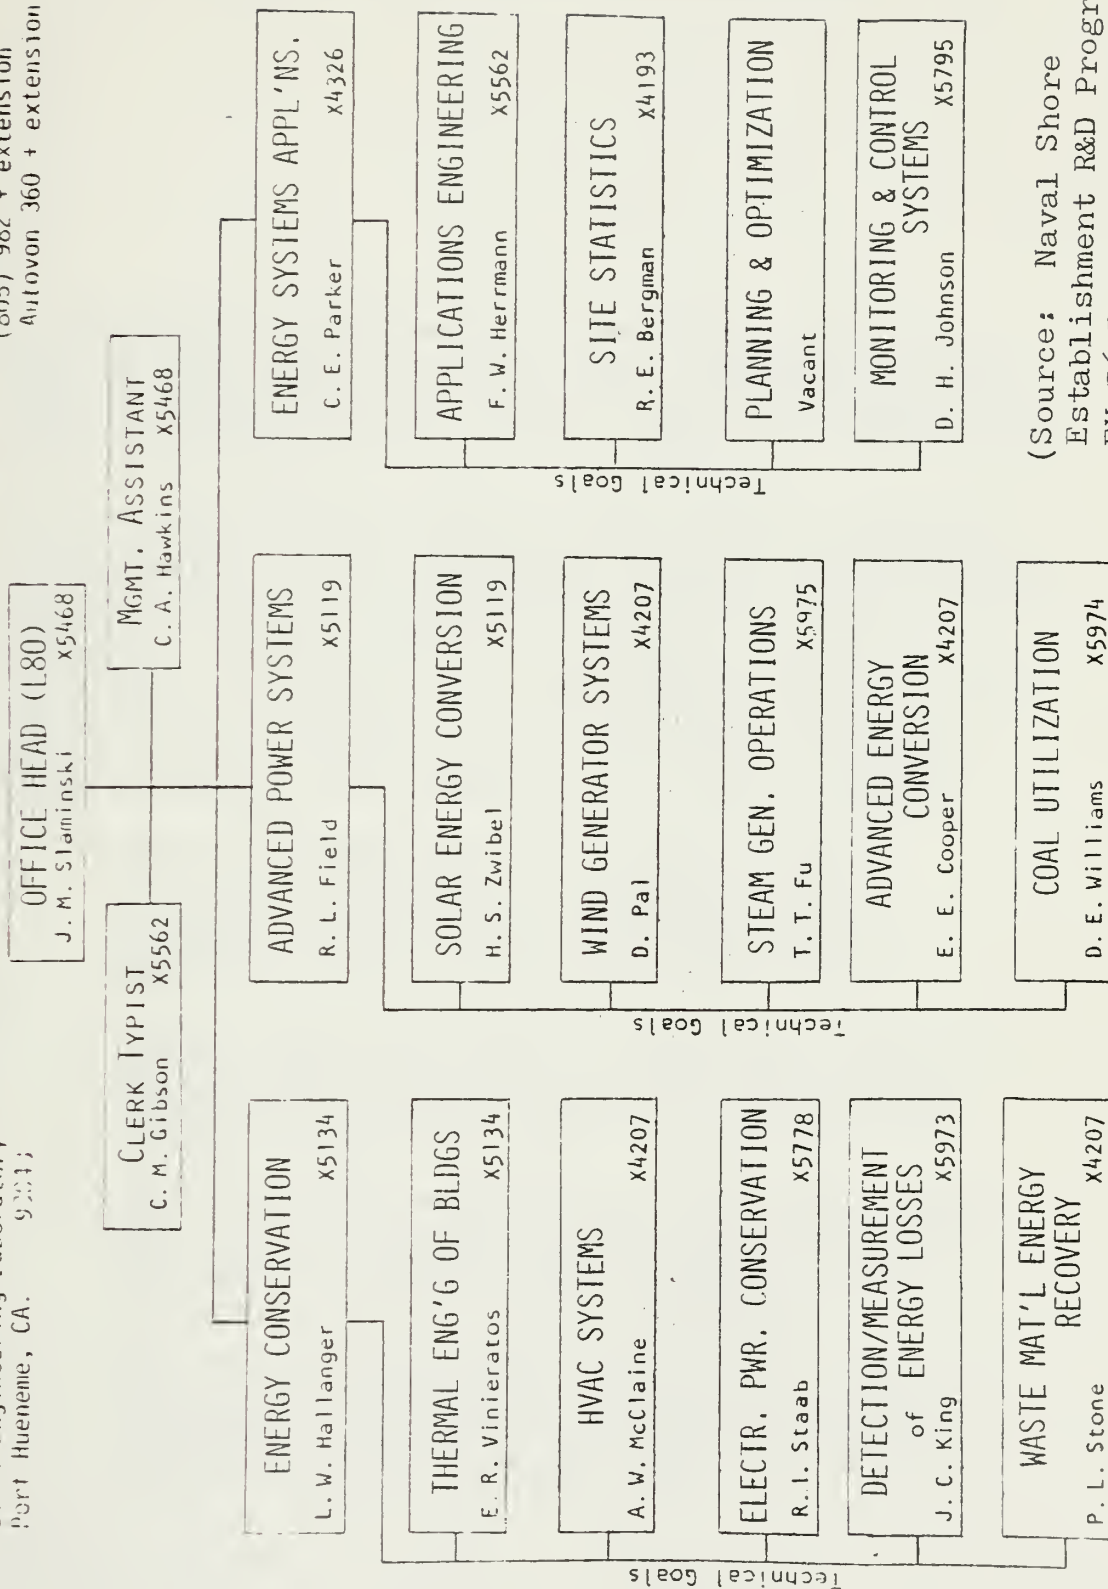 Port Hueneme, CA.
(805) 982 + extension
Autovon 360 + extension
OFFICE HEAD (L80)
J. M. Slaminski X5468
CLERK TYPIST
C. M. Gibson X5562
MGMT. ASSISTANT
C. A. Hawkins X5468
ENERGY CONSERVATION
L. W. Hallanger X5134
Technical Goals
THERMAL ENG'G OF BLDGS
E. R. Vinieratos X5134
HVAC SYSTEMS
A. W. McClaine X4207
ELECTR. PWR. CONSERVATION
R. I. Staab X5778
DETECTION/MEASUREMENT
of ENERGY LOSSES
J. C. King X5973
WASTE MAT'L ENERGY
RECOVERY
P. L. Stone X4207
ADVANCED POWER SYSTEMS
R. L. Field X5119
Technical Goals
SOLAR ENERGY CONVERSION
H. S. Zwibel X5119
WIND GENERATOR SYSTEMS
D. Pal X4207
STEAM GEN. OPERATIONS
T. T. Fu X5975
ADVANCED ENERGY
CONVERSION
E. E. Cooper X4207
COAL UTILIZATION
D. E. Williams X5974
ENERGY SYSTEMS APPL'NS.
C. E. Parker X4326
Technical Goals
APPLICATIONS ENGINEERING
F. W. Herrmann X5562
SITE STATISTICS
R. E. Bergman X4193
PLANNING & OPTIMIZATION
Vacant
MONITORING & CONTROL
SYSTEMS
D. H. Johnson X5795
(Source: Naval Shore
Establishment R&D Progr